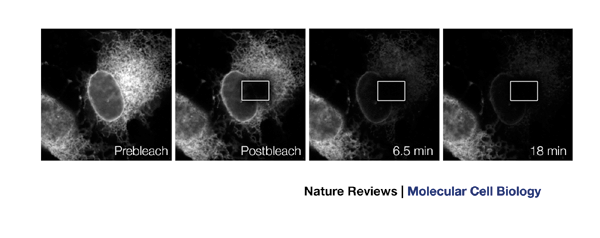 Prebleach
Postbleach
6.5 min
18 min
Nature Reviews | Molecular Cell Biology